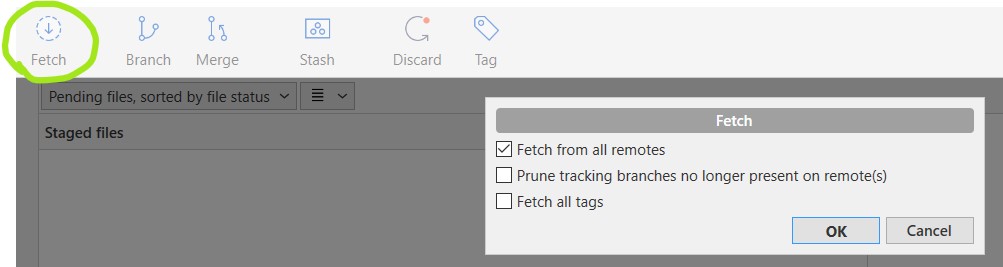 Fetch Branch Merge Stash Discard Tag
Pending files, sorted by file status
Staged files
Fetch
Fetch from all remotes
Prune tracking branches no longer present on remote(s)
Fetch all tags
OK Cancel